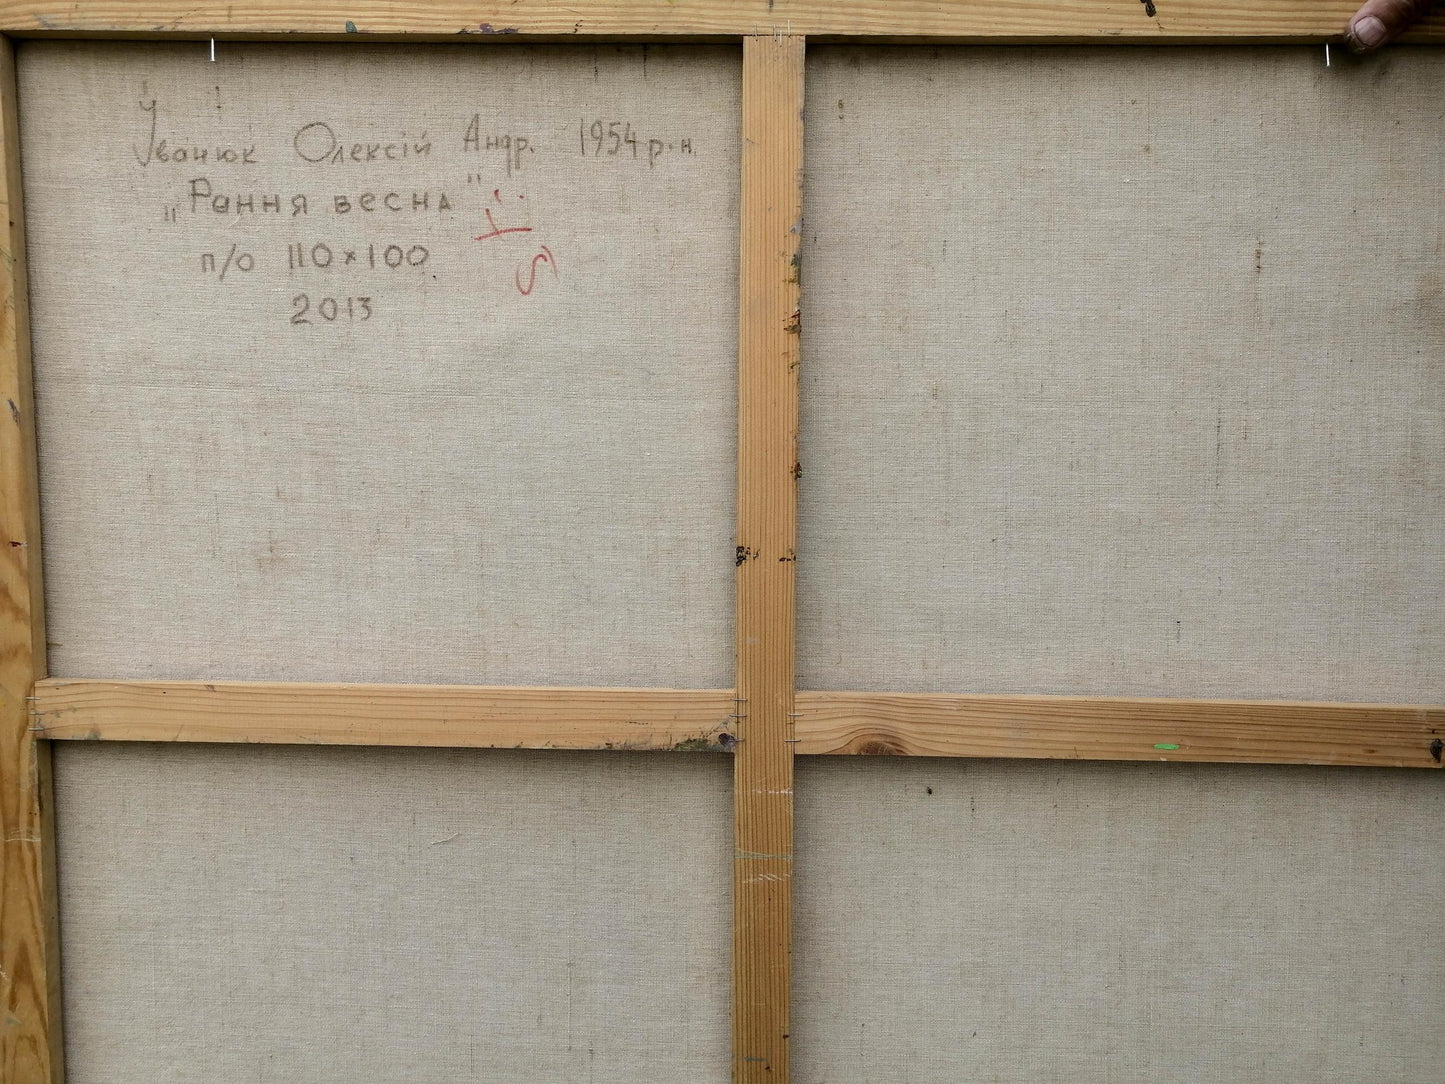 Іванюк Олексій Андр. 1954 р.н.
„Рання весна"
п/о 110×100
2013